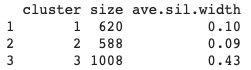 cluster size ave.sil.width
1 1 620 0.10
2 2 588 0.09
3 3 1008 0.43